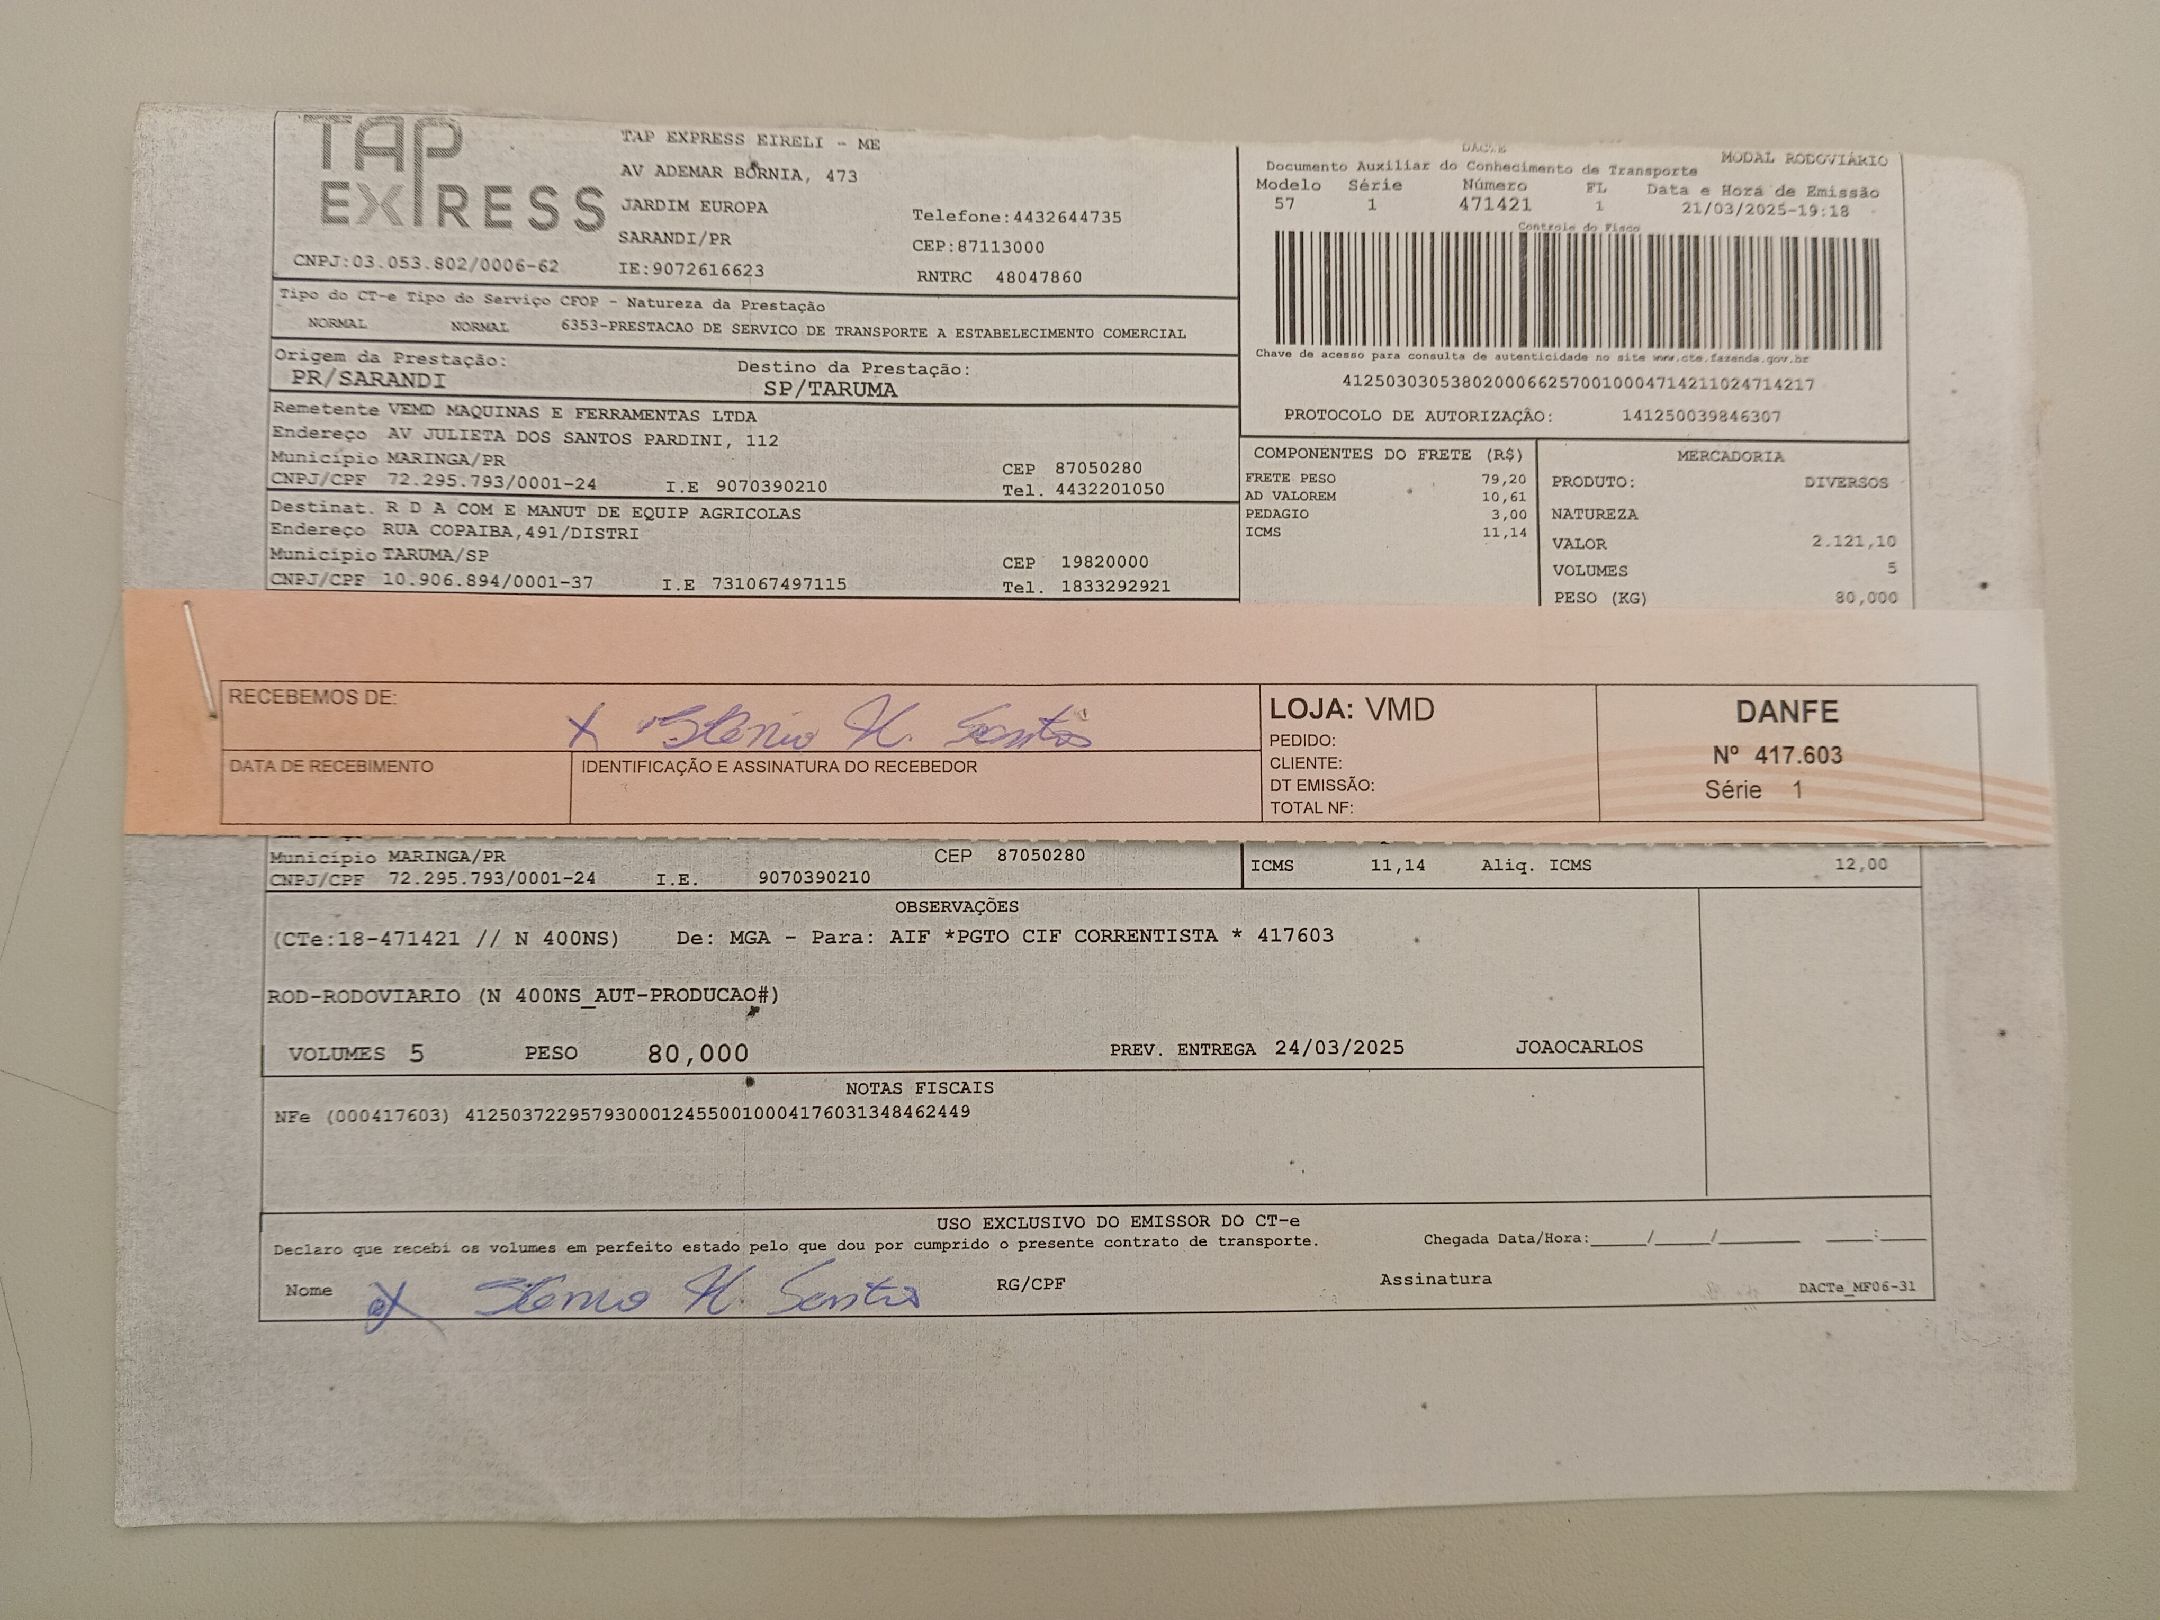 TAP
EXPRESS
TAP EXPRESS EIRELI - ME
AV ADEMAR BORNIA, 473
JARDIM EUROPA
Telefone:4432644735
SARANDI/PR
CEP:87113000
CNPJ:03.053.802/0006-62
IE:9072616623
RNTRC 48047860
DACTE
MODAL RODOVIÁRIO
Documento Auxiliar do Conhecimento de Transporte
Modelo Série Número FL Data e Hora de Emissão
57 1 471421 1 21/03/2025-19:18
Controle do Fisco
Chave de acesso para consulta de autenticidade no site www.cte.fazenda.gov.br
41250303053802000662570010004714211024714217
PROTOCOLO DE AUTORIZAÇÃO: 141250039846307
Tipo do CT-e Tipo do Serviço CFOP - Natureza da Prestação
NORMAL NORMAL 6353-PRESTACAO DE SERVICO DE TRANSPORTE A ESTABELECIMENTO COMERCIAL
Origem da Prestação: Destino da Prestação:
PR/SARANDI SP/TARUMA
Remetente VEMD MAQUINAS E FERRAMENTAS LTDA
Endereço AV JULIETA DOS SANTOS PARDINI, 112
Município MARINGA/PR CEP 87050280
CNPJ/CPF 72.295.793/0001-24 I.E 9070390210 Tel. 4432201050
Destinat. R D A COM E MANUT DE EQUIP AGRICOLAS
Endereço RUA COPAIBA,491/DISTRI
Município TARUMA/SP CEP 19820000
CNPJ/CPF 10.906.894/0001-37 I.E 731067497115 Tel. 1833292921
COMPONENTES DO FRETE (R$)
FRETE PESO 79,20
AD VALOREM 10,61
PEDAGIO 3,00
ICMS 11,14
MERCADORIA
PRODUTO: DIVERSOS
NATUREZA
VALOR 2.121,10
VOLUMES 5
PESO (KG) 80,000
RECEBEMOS DE:
X Stenio H. Santos
DATA DE RECEBIMENTO
IDENTIFICAÇÃO E ASSINATURA DO RECEBEDOR
LOJA: VMD
PEDIDO:
CLIENTE:
DT EMISSÃO:
TOTAL NF:
DANFE
Nº 417.603
Série 1
Município MARINGA/PR CEP 87050280
CNPJ/CPF 72.295.793/0001-24 I.E. 9070390210
ICMS 11,14 Aliq. ICMS 12,00
OBSERVAÇÕES
(CTe:18-471421 // N 400NS) De: MGA - Para: AIF *PGTO CIF CORRENTISTA * 417603
ROD-RODOVIARIO (N 400NS_AUT-PRODUCAO#)
VOLUMES 5 PESO 80,000 PREV. ENTREGA 24/03/2025 JOAOCARLOS
NOTAS FISCAIS
NFe (000417603) 41250372295793000124550010004176031348462449
USO EXCLUSIVO DO EMISSOR DO CT-e
Declaro que recebi os volumes em perfeito estado pelo que dou por cumprido o presente contrato de transporte.
Chegada Data/Hora:____/____/______ ___:___
Nome X Stenio H. Santos RG/CPF Assinatura
DACTe_MF06-31